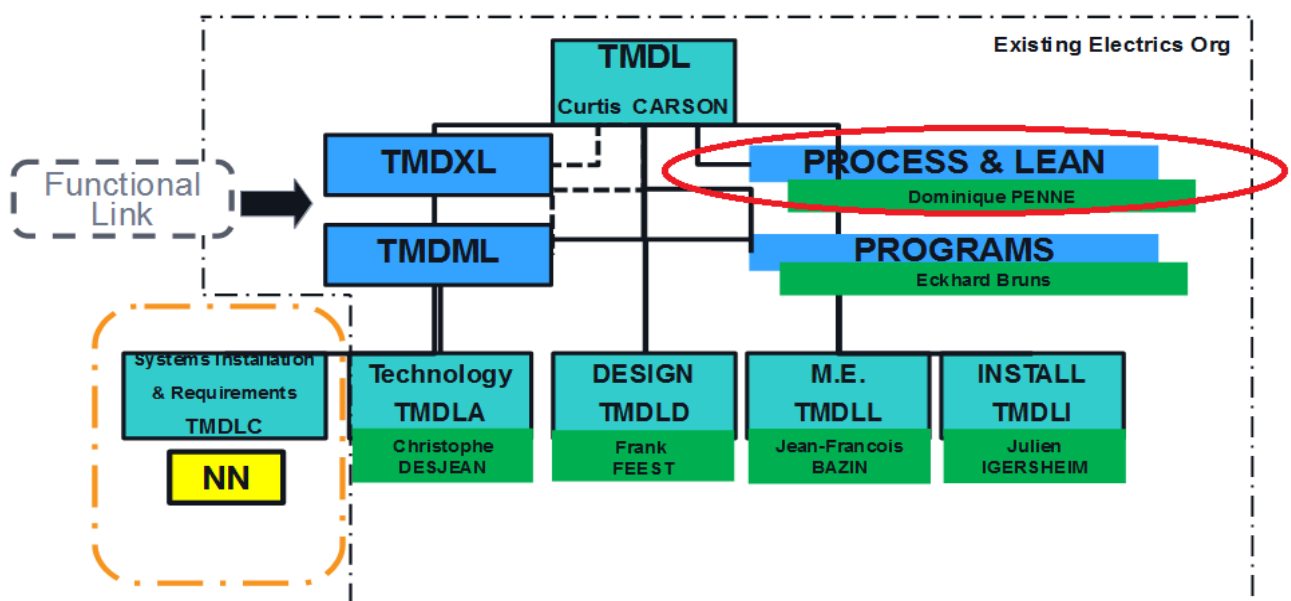 Existing Electrics Org
TMDL
Curtis CARSON
TMDXL
PROCESS & LEAN
Functional
Link
Dominique PENNE
TMDML
PROGRAMS
Eckhard Bruns
Systems Installation
& Requirements
TMDLC
NN
Technology
TMDLA
Christophe
DESJEAN
DESIGN
TMDLD
Frank
FEEST
M.E.
TMDLL
Jean-Francois
BAZIN
INSTALL
TMDLI
Julien
IGERSHEIM